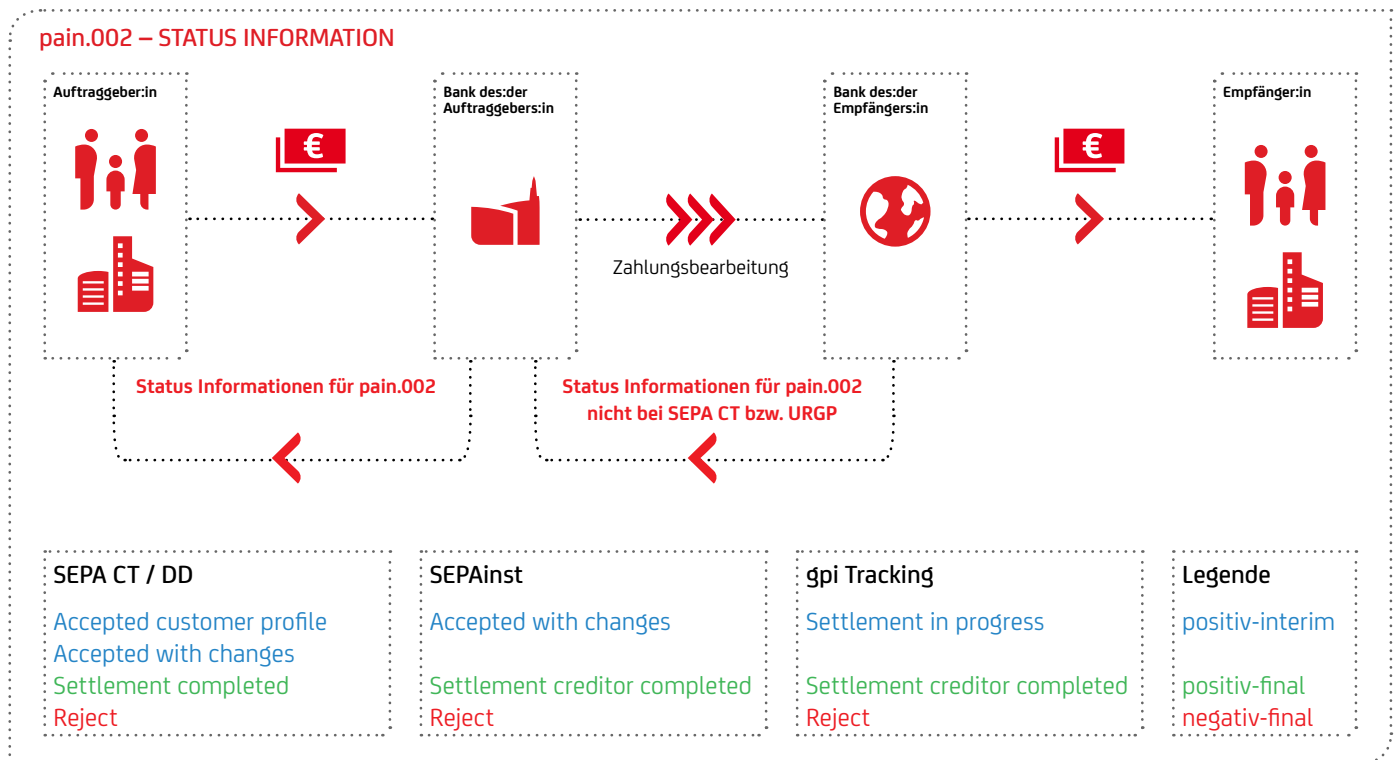 pain.002 – STATUS INFORMATION
Auftraggeber:in
€
Bank des:der
Auftraggebers:in
Zahlungsbearbeitung
Bank des:der
Empfängers:in
€
Empfänger:in
Status Informationen für pain.002
Status Informationen für pain.002
nicht bei SEPA CT bzw. URGP
SEPA CT / DD
Accepted customer profile
Accepted with changes
Settlement completed
Reject
SEPAinst
Accepted with changes
Settlement creditor completed
Reject
gpi Tracking
Settlement in progress
Settlement creditor completed
Reject
Legende
positiv-interim
positiv-final
negativ-final